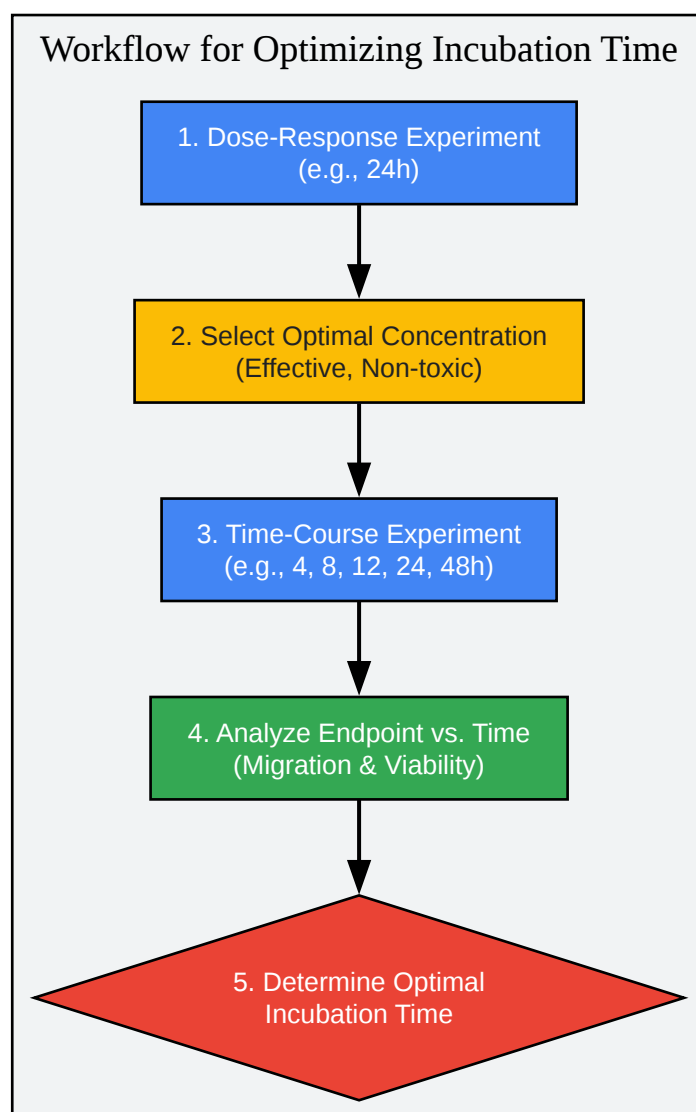 Workflow for Optimizing Incubation Time
1. Dose-Response Experiment
(e.g., 24h)
2. Select Optimal Concentration
(Effective, Non-toxic)
3. Time-Course Experiment
(e.g., 4, 8, 12, 24, 48h)
4. Analyze Endpoint vs. Time
(Migration & Viability)
5. Determine Optimal
Incubation Time